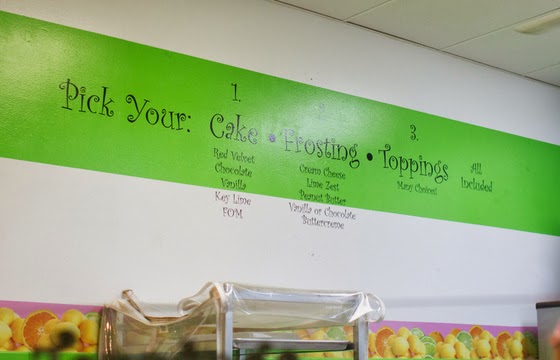 Pick Your:
1.
Cake
Red Velvet
Chocolate
Vanilla
Key Lime
FOM
•
2.
Frosting
Cream Cheese
Lime Zest
Peanut Butter
Vanilla or Chocolate
Buttercreme
•
3.
Toppings
Many Choices!
All
Included